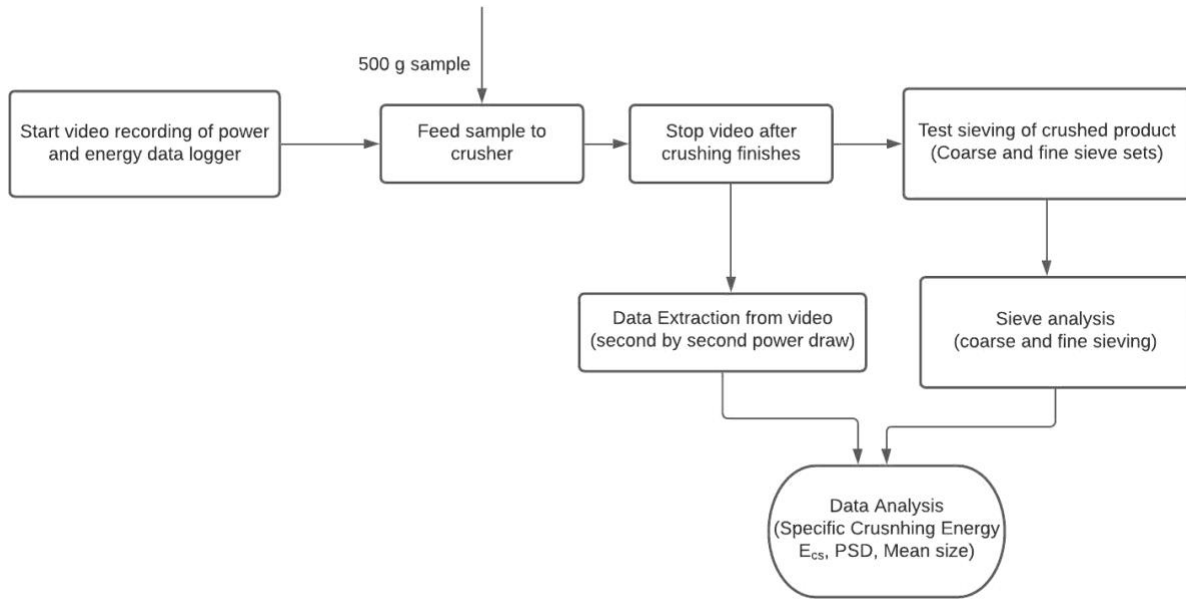 500 g sample
Start video recording of power
and energy data logger
Feed sample to
crusher
Stop video after
crushing finishes
Test sieving of crushed product
(Coarse and fine sieve sets)
Data Extraction from video
(second by second power draw)
Sieve analysis
(coarse and fine sieving)
Data Analysis
(Specific Crusnhing Energy
Ecs, PSD, Mean size)